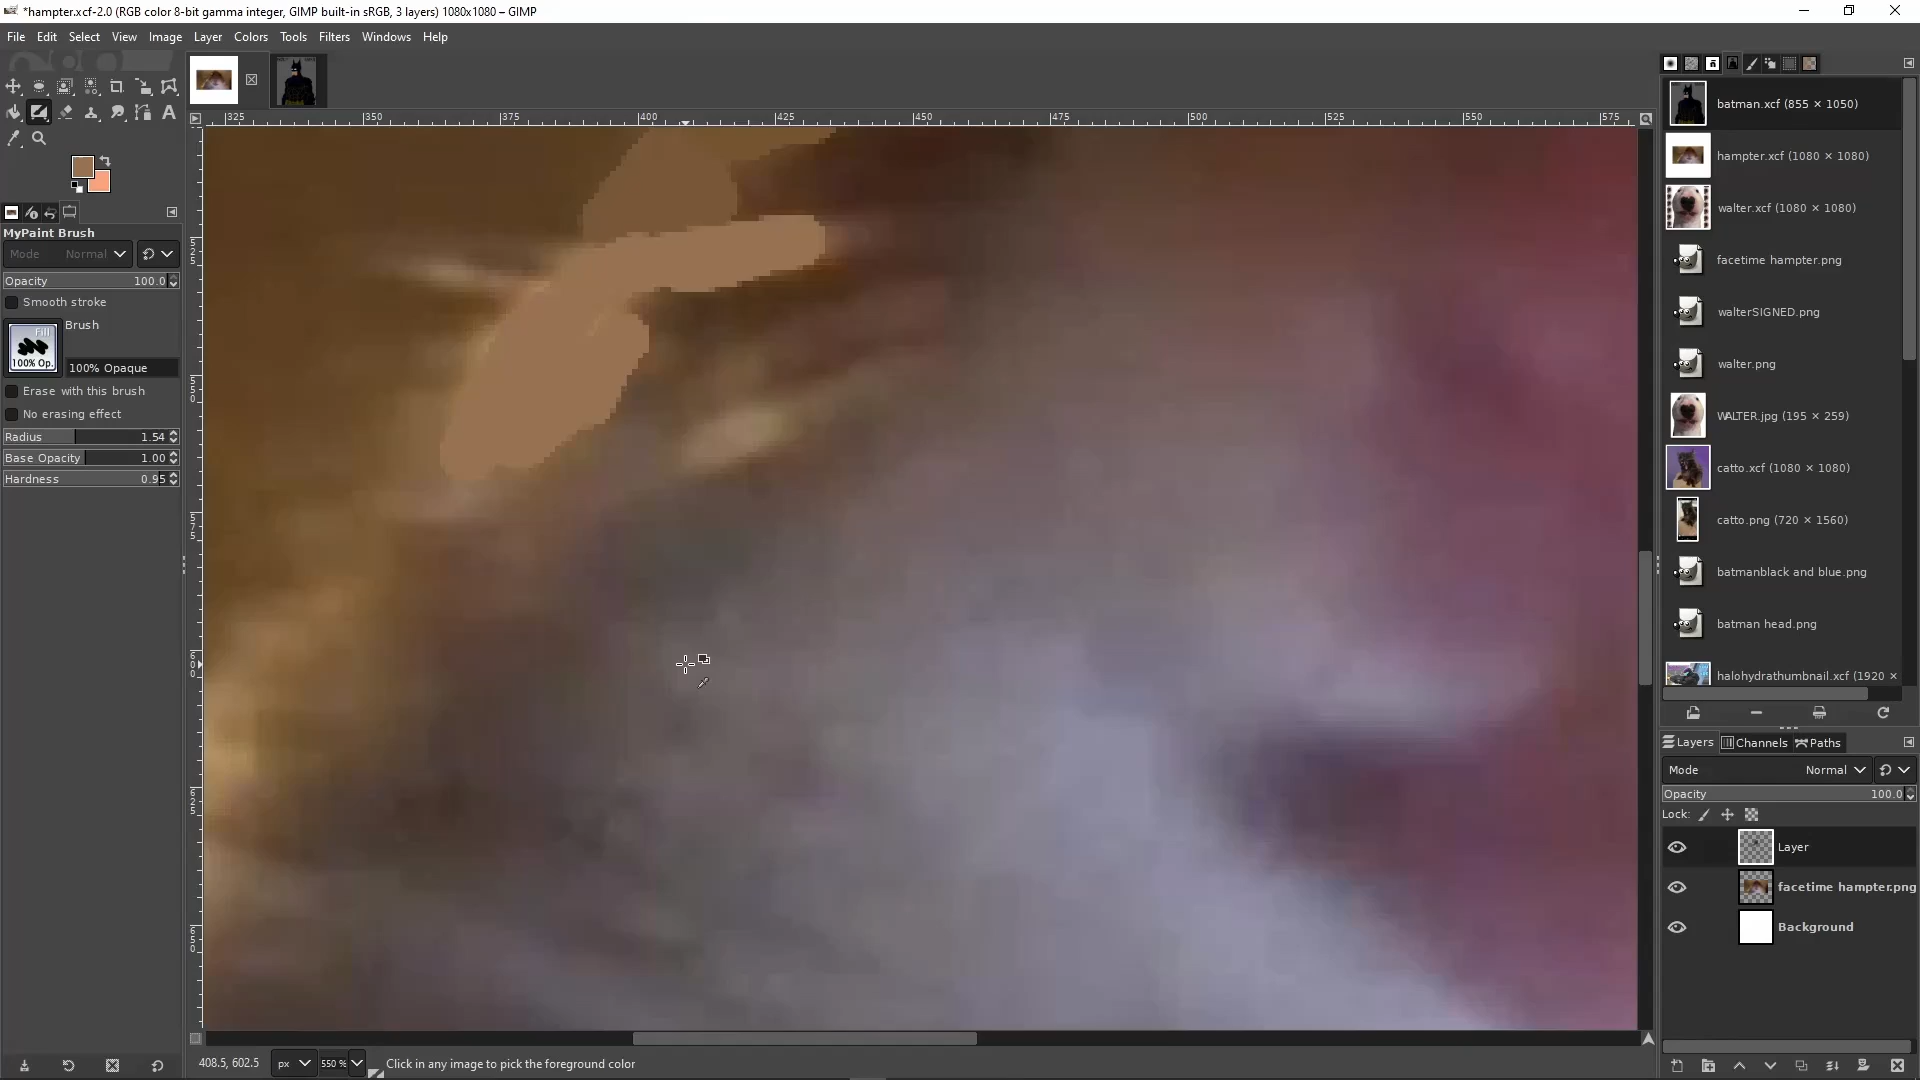 *hampter.xcf-2.0 (RGB color 8-bit gamma integer, GIMP built-in sRGB, 3 layers) 1080x1080 – GIMP
File Edit Select View Image Layer Colors Tools Filters Windows Help
325 350 375 400 425 450 475 500 525 550 575
MyPaint Brush
Mode Normal
Opacity 100.0
Smooth stroke
Brush
Fill
100% Op.
100% Opaque
Erase with this brush
No erasing effect
Radius 1.54
Base Opacity 1.00
Hardness 0.95
525
550
575
600
625
650
batman.xcf (855 × 1050)
hampter.xcf (1080 × 1080)
walter.xcf (1080 × 1080)
facetime hampter.png
walterSIGNED.png
walter.png
WALTER.jpg (195 × 259)
catto.xcf (1080 × 1080)
catto.png (720 × 1560)
batmanblack and blue.png
batman head.png
halohydrathumbnail.xcf (1920 ×
Layers Channels Paths
Mode Normal
Opacity 100.0
Lock:
Layer
facetime hampter.png
Background
408.5, 602.5 px 550 % Click in any image to pick the foreground color